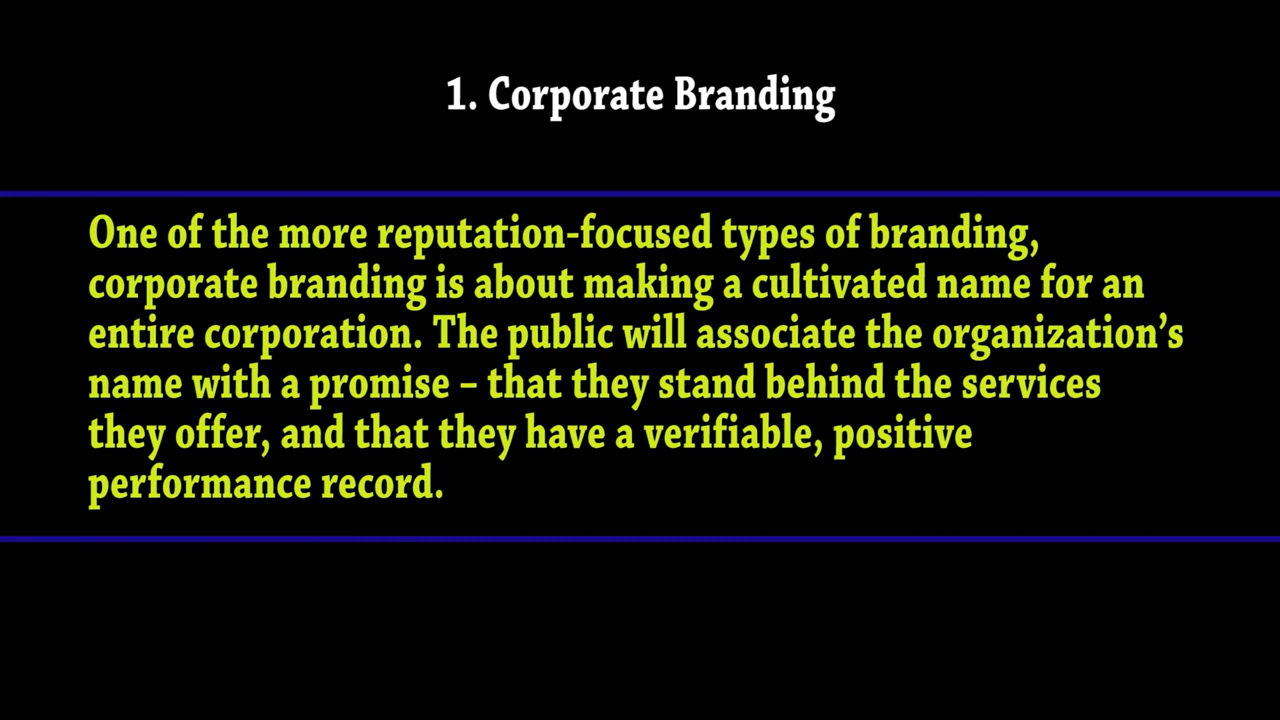 1. Corporate Branding
One of the more reputation-focused types of branding,
corporate branding is about making a cultivated name for an
entire corporation. The public will associate the organization’s
name with a promise – that they stand behind the services
they offer, and that they have a verifiable, positive
performance record.